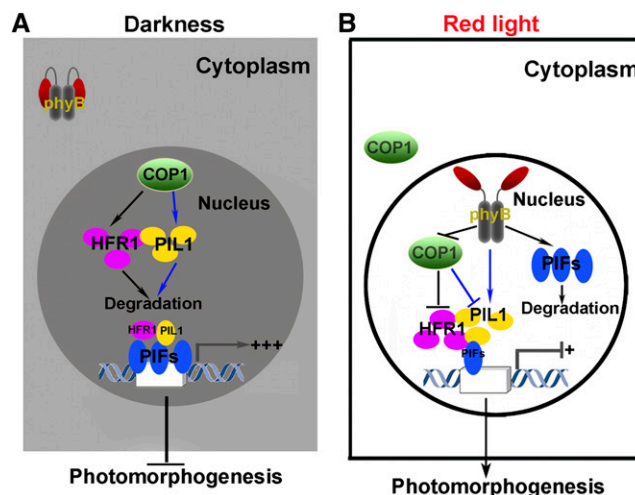 A
Darkness
Cytoplasm
phyB
COP1
Nucleus
HFR1
PIL1
Degradation
HFR1
PIL1
PIFs
+++
Photomorphogenesis
B
Red light
Cytoplasm
COP1
Nucleus
phyB
COP1
PIFs
Degradation
PIL1
HFR1
PIFs
+
Photomorphogenesis